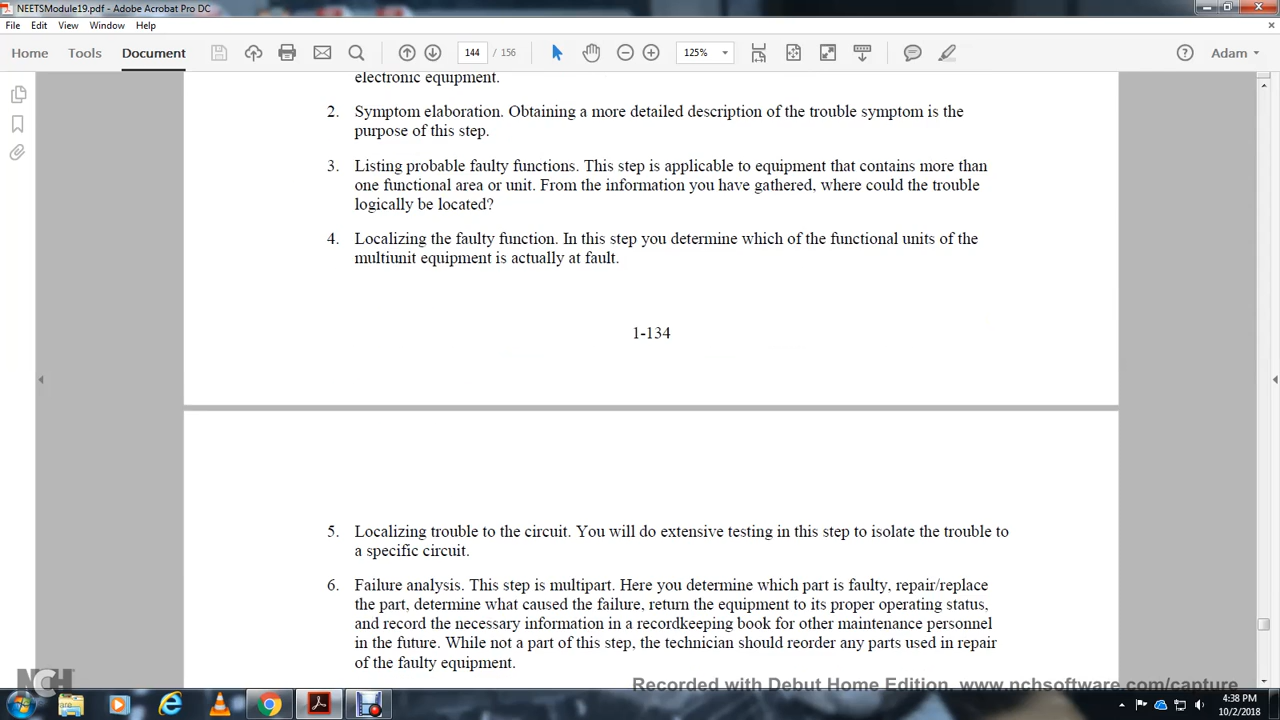 NEETSModule19.pdf - Adobe Acrobat Pro DC
File Edit View Window Help
Home Tools Document 144 / 156 125% Adam
electronic equipment.
2. Symptom elaboration. Obtaining a more detailed description of the trouble symptom is the
purpose of this step.
3. Listing probable faulty functions. This step is applicable to equipment that contains more than
one functional area or unit. From the information you have gathered, where could the trouble
logically be located?
4. Localizing the faulty function. In this step you determine which of the functional units of the
multiunit equipment is actually at fault.
1-134
5. Localizing trouble to the circuit. You will do extensive testing in this step to isolate the trouble to
a specific circuit.
6. Failure analysis. This step is multipart. Here you determine which part is faulty, repair/replace
the part, determine what caused the failure, return the equipment to its proper operating status,
and record the necessary information in a recordkeeping book for other maintenance personnel
in the future. While not a part of this step, the technician should reorder any parts used in repair
of the faulty equipment.
NCH
Recorded with Debut Home Edition. www.nchsoftware.com/capture
4:38 PM
10/2/2018